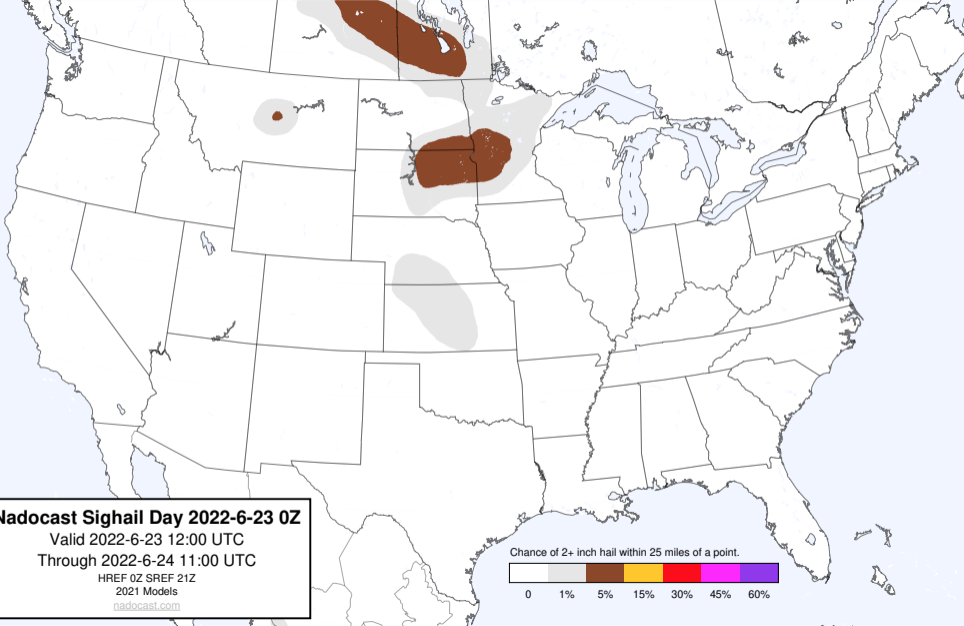 Nadocast Sighail Day 2022-6-23 0Z
Valid 2022-6-23 12:00 UTC
Through 2022-6-24 11:00 UTC
HREF 0Z SREF 21Z
2021 Models
nadocast.com
Chance of 2+ inch hail within 25 miles of a point.
0 1% 5% 15% 30% 45% 60%